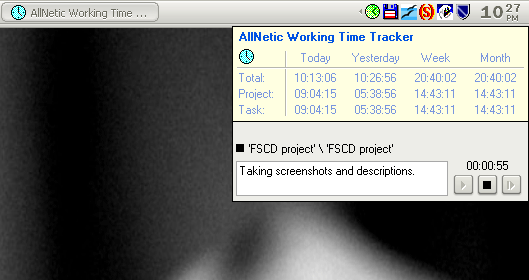 AllNetic Working Time ...
10 27 PM
AllNetic Working Time Tracker
Today Yesterday Week Month
Total: 10:13:06 10:26:56 20:40:02 20:40:02
Project: 09:04:15 05:38:56 14:43:11 14:43:11
Task: 09:04:15 05:38:56 14:43:11 14:43:11
'FSCD project' \ 'FSCD project'
00:00:55
Taking screenshots and descriptions.